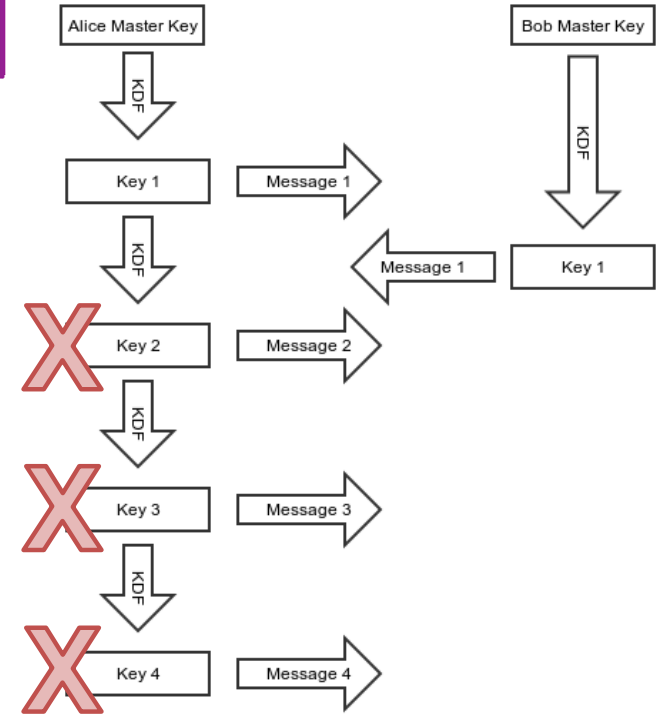 Alice Master Key
Bob Master Key
KDF
KDF
Key 1
Message 1
KDF
Message 1
Key 1
Key 2
Message 2
KDF
Key 3
Message 3
KDF
Key 4
Message 4